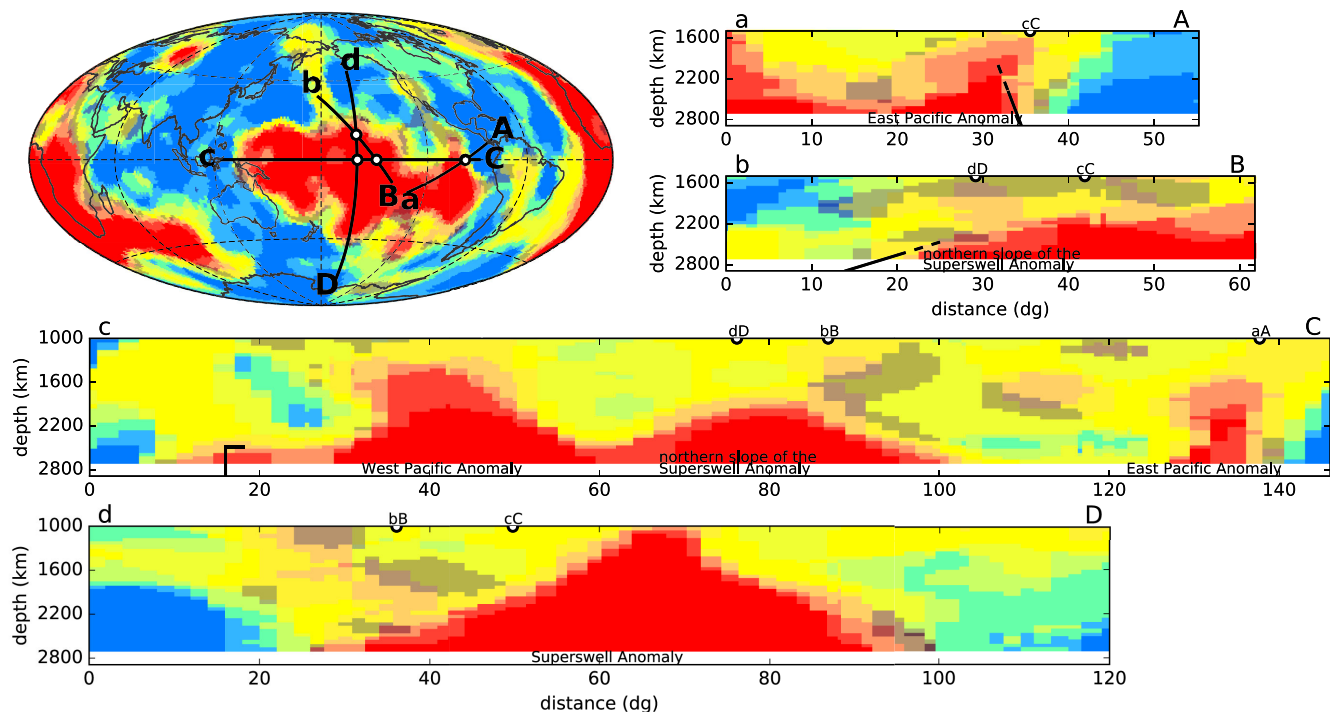 d
b
A
c
C
B
a
D
a
cC
A
depth (km)
1600
2200
2800
East Pacific Anomaly
0 10 20 30 40 50
b
dD
cC
B
depth (km)
1600
2200
2800
northern slope of the
Superswell Anomaly
0 10 20 30 40 50 60
distance (dg)
c
dD
bB
aA
C
depth (km)
1000
1600
2200
2800
West Pacific Anomaly
northern slope of the
Superswell Anomaly
East Pacific Anomaly
0 20 40 60 80 100 120 140
d
bB
cC
D
depth (km)
1000
1600
2200
2800
Superswell Anomaly
0 20 40 60 80 100 120
distance (dg)